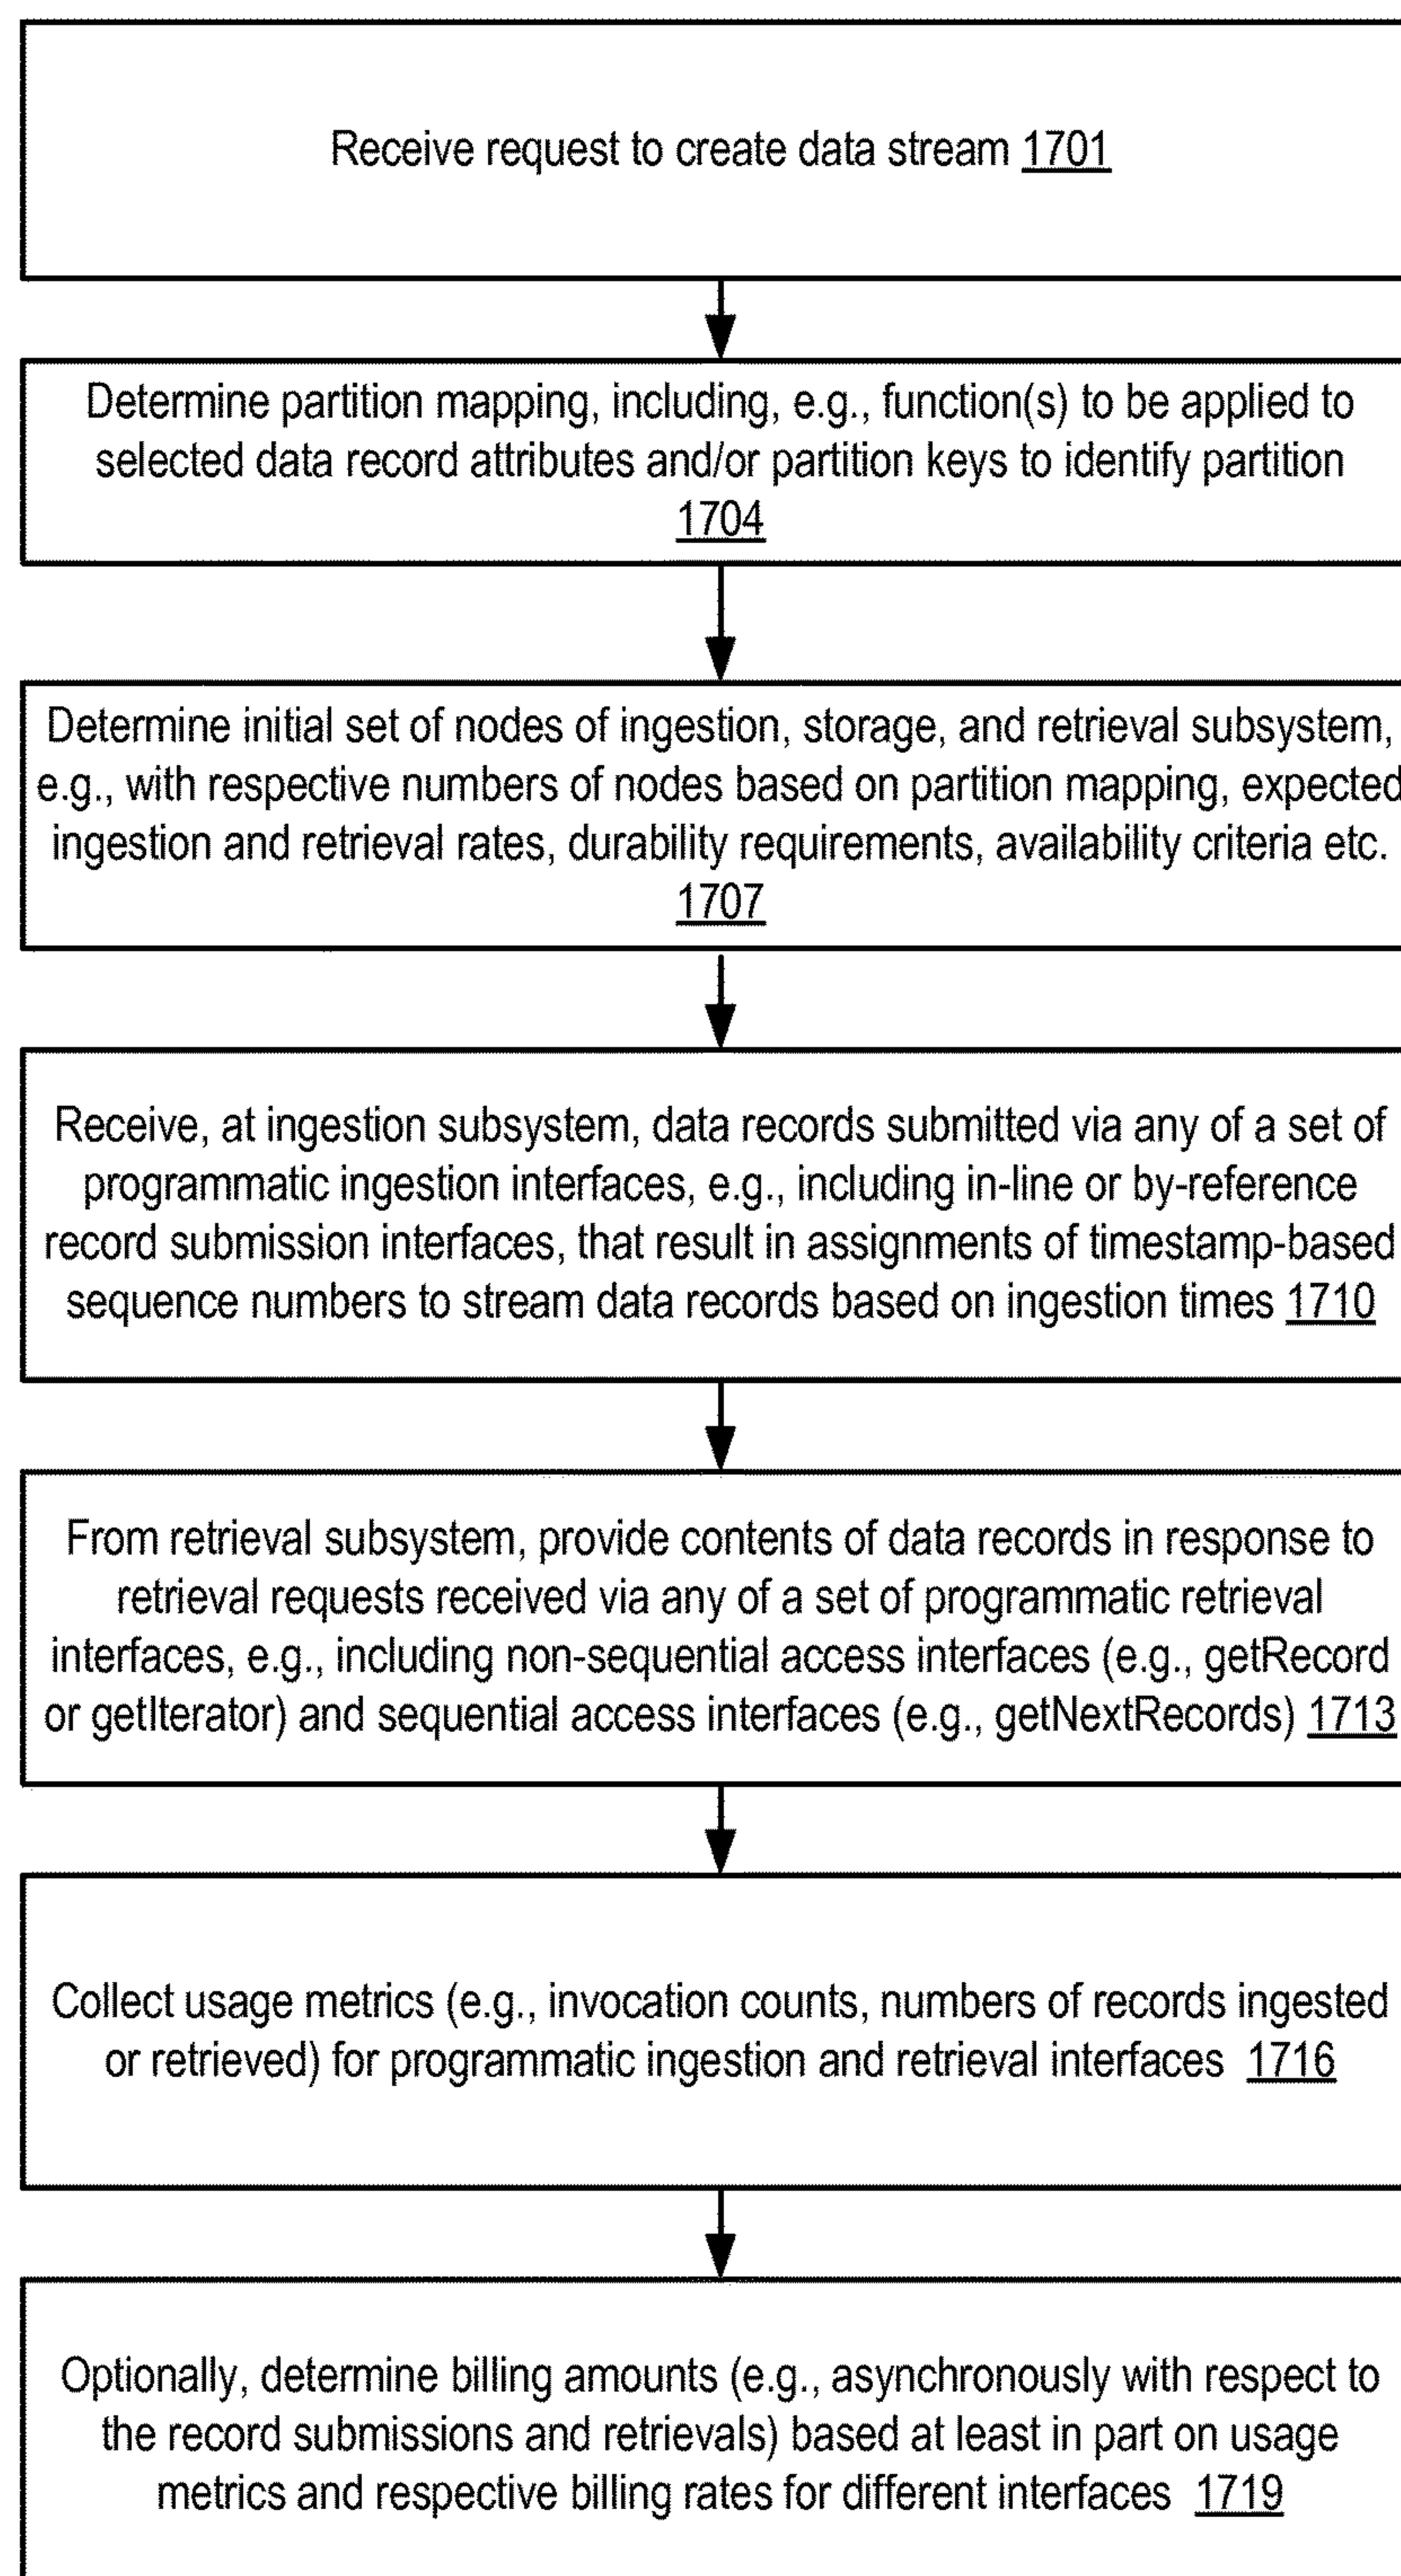 Receive request to create data stream 1701
Determine partition mapping, including, e.g., function(s) to be applied to
selected data record attributes and/or partition keys to identify partition
1704
Determine initial set of nodes of ingestion, storage, and retrieval subsystem,
e.g., with respective numbers of nodes based on partition mapping, expected
ingestion and retrieval rates, durability requirements, availability criteria etc.
1707
Receive, at ingestion subsystem, data records submitted via any of a set of
programmatic ingestion interfaces, e.g., including in-line or by-reference
record submission interfaces, that result in assignments of timestamp-based
sequence numbers to stream data records based on ingestion times 1710
From retrieval subsystem, provide contents of data records in response to
retrieval requests received via any of a set of programmatic retrieval
interfaces, e.g., including non-sequential access interfaces (e.g., getRecord
or getIterator) and sequential access interfaces (e.g., getNextRecords) 1713
Collect usage metrics (e.g., invocation counts, numbers of records ingested
or retrieved) for programmatic ingestion and retrieval interfaces 1716
Optionally, determine billing amounts (e.g., asynchronously with respect to
the record submissions and retrievals) based at least in part on usage
metrics and respective billing rates for different interfaces 1719